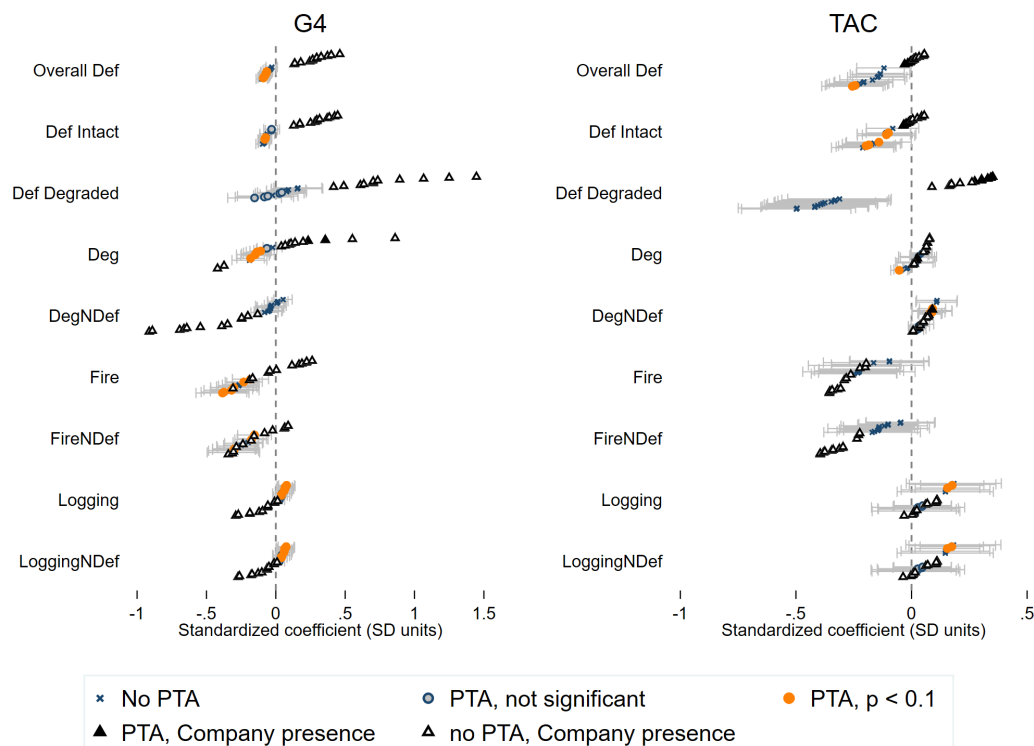 G4
Overall Def
Def Intact
Def Degraded
Deg
DegNDef
Fire
FireNDef
Logging
LoggingNDef
-1 -.5 0 .5 1 1.5
Standardized coefficient (SD units)
TAC
Overall Def
Def Intact
Def Degraded
Deg
DegNDef
Fire
FireNDef
Logging
LoggingNDef
-1 -.5 0 .5
Standardized coefficient (SD units)
No PTA PTA, not significant PTA, p < 0.1
PTA, Company presence no PTA, Company presence